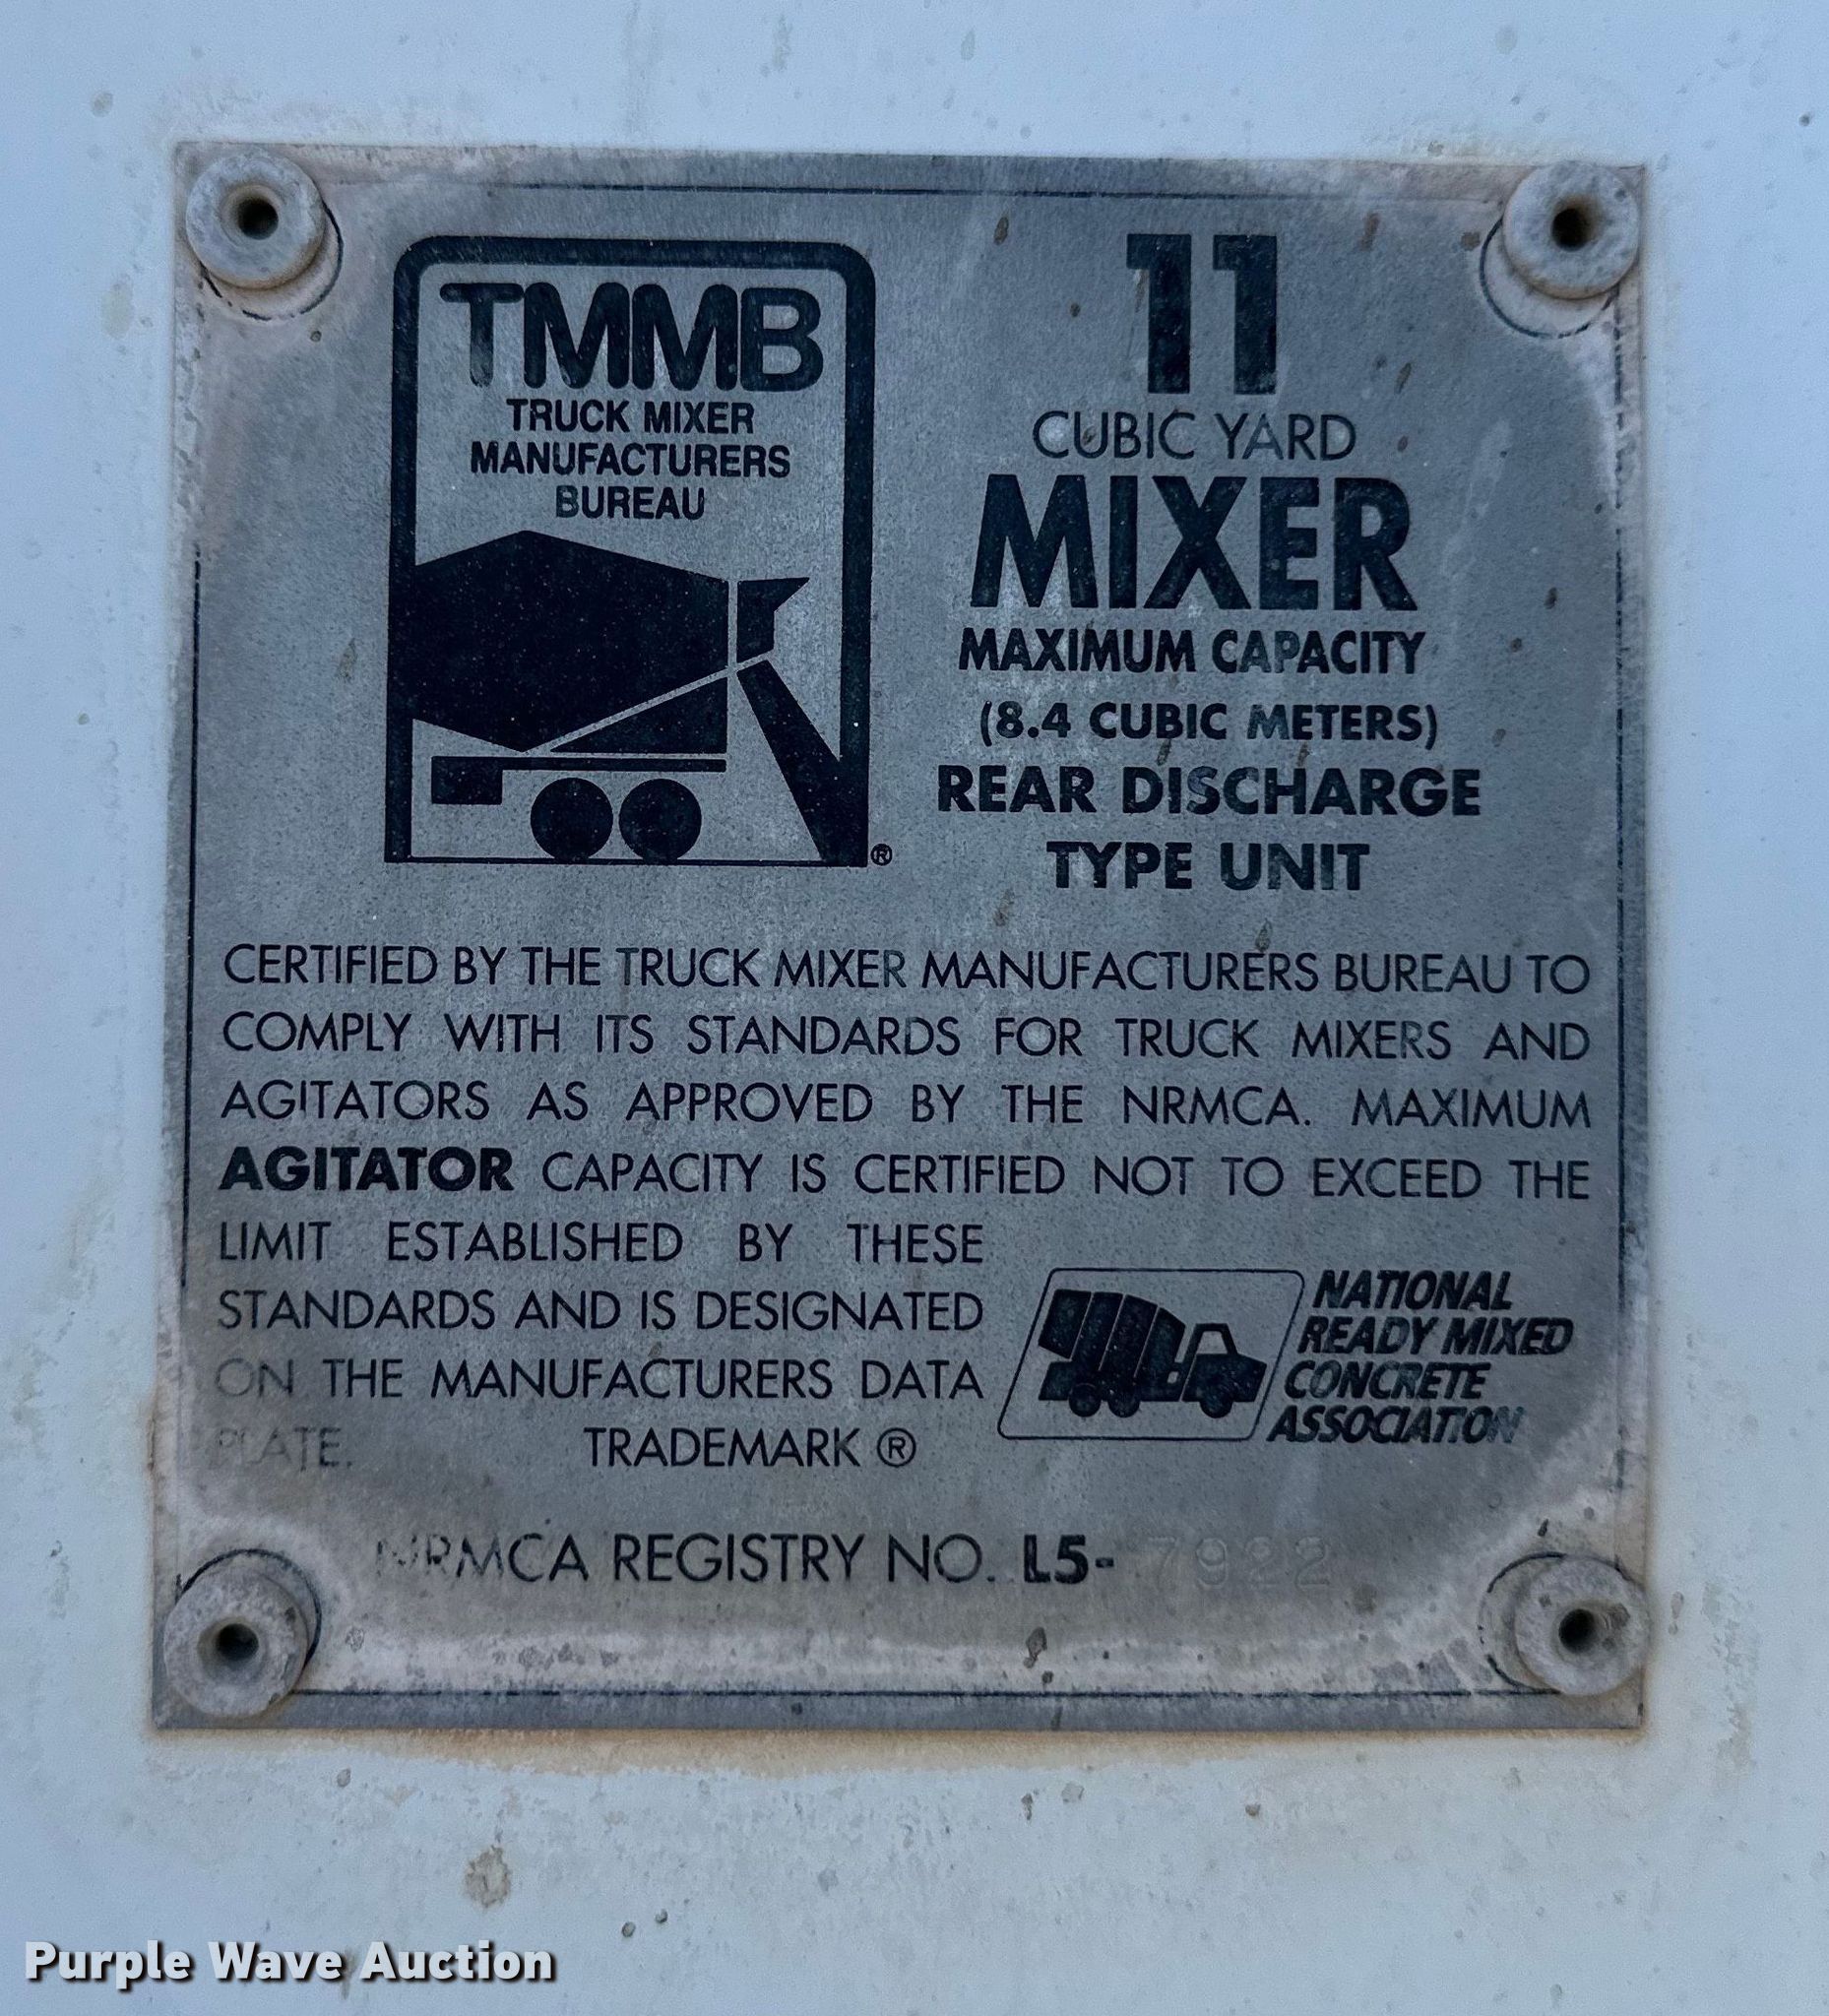 TMMB
TRUCK MIXER
MANUFACTURERS
BUREAU
®
11
CUBIC YARD
MIXER
MAXIMUM CAPACITY
(8.4 CUBIC METERS)
REAR DISCHARGE
TYPE UNIT
CERTIFIED BY THE TRUCK MIXER MANUFACTURERS BUREAU TO
COMPLY WITH ITS STANDARDS FOR TRUCK MIXERS AND
AGITATORS AS APPROVED BY THE NRMCA. MAXIMUM
AGITATOR CAPACITY IS CERTIFIED NOT TO EXCEED THE
LIMIT ESTABLISHED BY THESE
STANDARDS AND IS DESIGNATED
ON THE MANUFACTURERS DATA
PLATE. TRADEMARK ®
NATIONAL
READY MIXED
CONCRETE
ASSOCIATION
NRMCA REGISTRY NO. L5- 7922
Purple Wave Auction